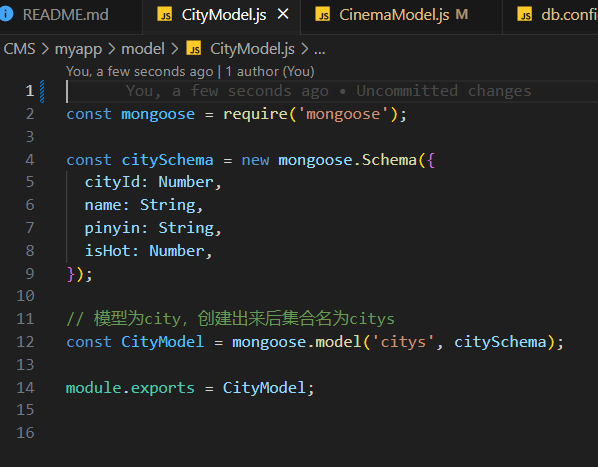 README.md
JS CityModel.js ×
JS CinemaModel.js M
JS db.confi
CMS > myapp > model > JS CityModel.js > ...
You, a few seconds ago | 1 author (You)
1 You, a few seconds ago • Uncommitted changes
2 const mongoose = require('mongoose');
3
4 const citySchema = new mongoose.Schema({
5 cityId: Number,
6 name: String,
7 pinyin: String,
8 isHot: Number,
9 });
10
11 // 模型为city，创建出来后集合名为citys
12 const CityModel = mongoose.model('citys', citySchema);
13
14 module.exports = CityModel;
15
16